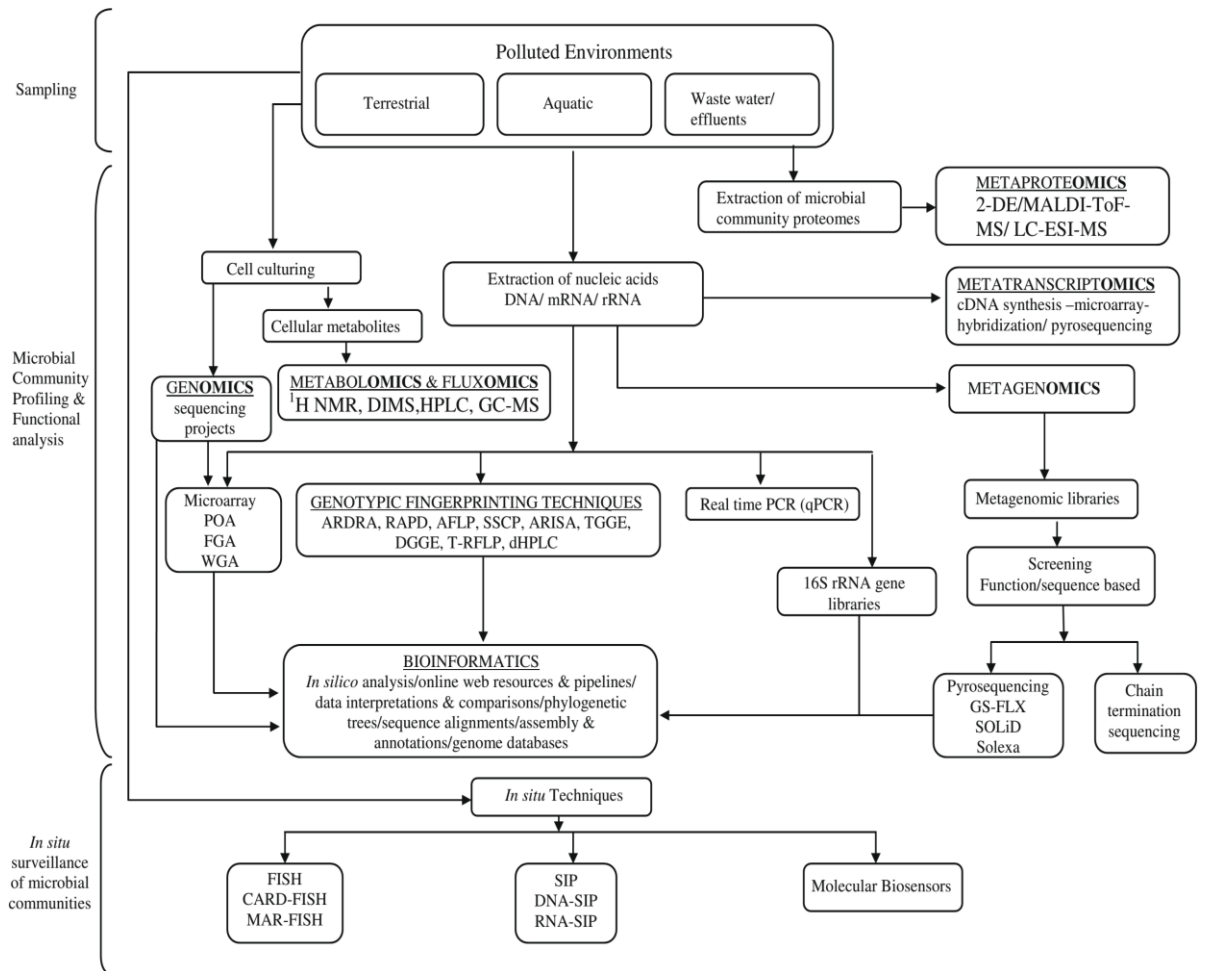 Polluted Environments
Sampling
Terrestrial
Aquatic
Waste water/
effluents
Extraction of microbial
community proteomes
METAPROTEOMICS
2-DE/MALDI-ToF-
MS/ LC-ESI-MS
Cell culturing
Extraction of nucleic acids
DNA/ mRNA/ rRNA
METATRANSCRIPTOMICS
cDNA synthesis –microarray-
hybridization/ pyrosequencing
Cellular metabolites
Microbial
Community
Profiling &
Functional
analysis
GENOMICS
sequencing
projects
METABOLOMICS & FLUXOMICS
1H NMR, DIMS,HPLC, GC-MS
METAGENOMICS
Microarray
POA
FGA
WGA
GENOTYPIC FINGERPRINTING TECHNIQUES
ARDRA, RAPD, AFLP, SSCP, ARISA, TGGE,
DGGE, T-RFLP, dHPLC
Real time PCR (qPCR)
Metagenomic libraries
16S rRNA gene
libraries
Screening
Function/sequence based
BIOINFORMATICS
In silico analysis/online web resources & pipelines/
data interpretations & comparisons/phylogenetic
trees/sequence alignments/assembly &
annotations/genome databases
Pyrosequencing
GS-FLX
SOLiD
Solexa
Chain
termination
sequencing
In situ Techniques
In situ
surveillance
of microbial
communities
FISH
CARD-FISH
MAR-FISH
SIP
DNA-SIP
RNA-SIP
Molecular Biosensors